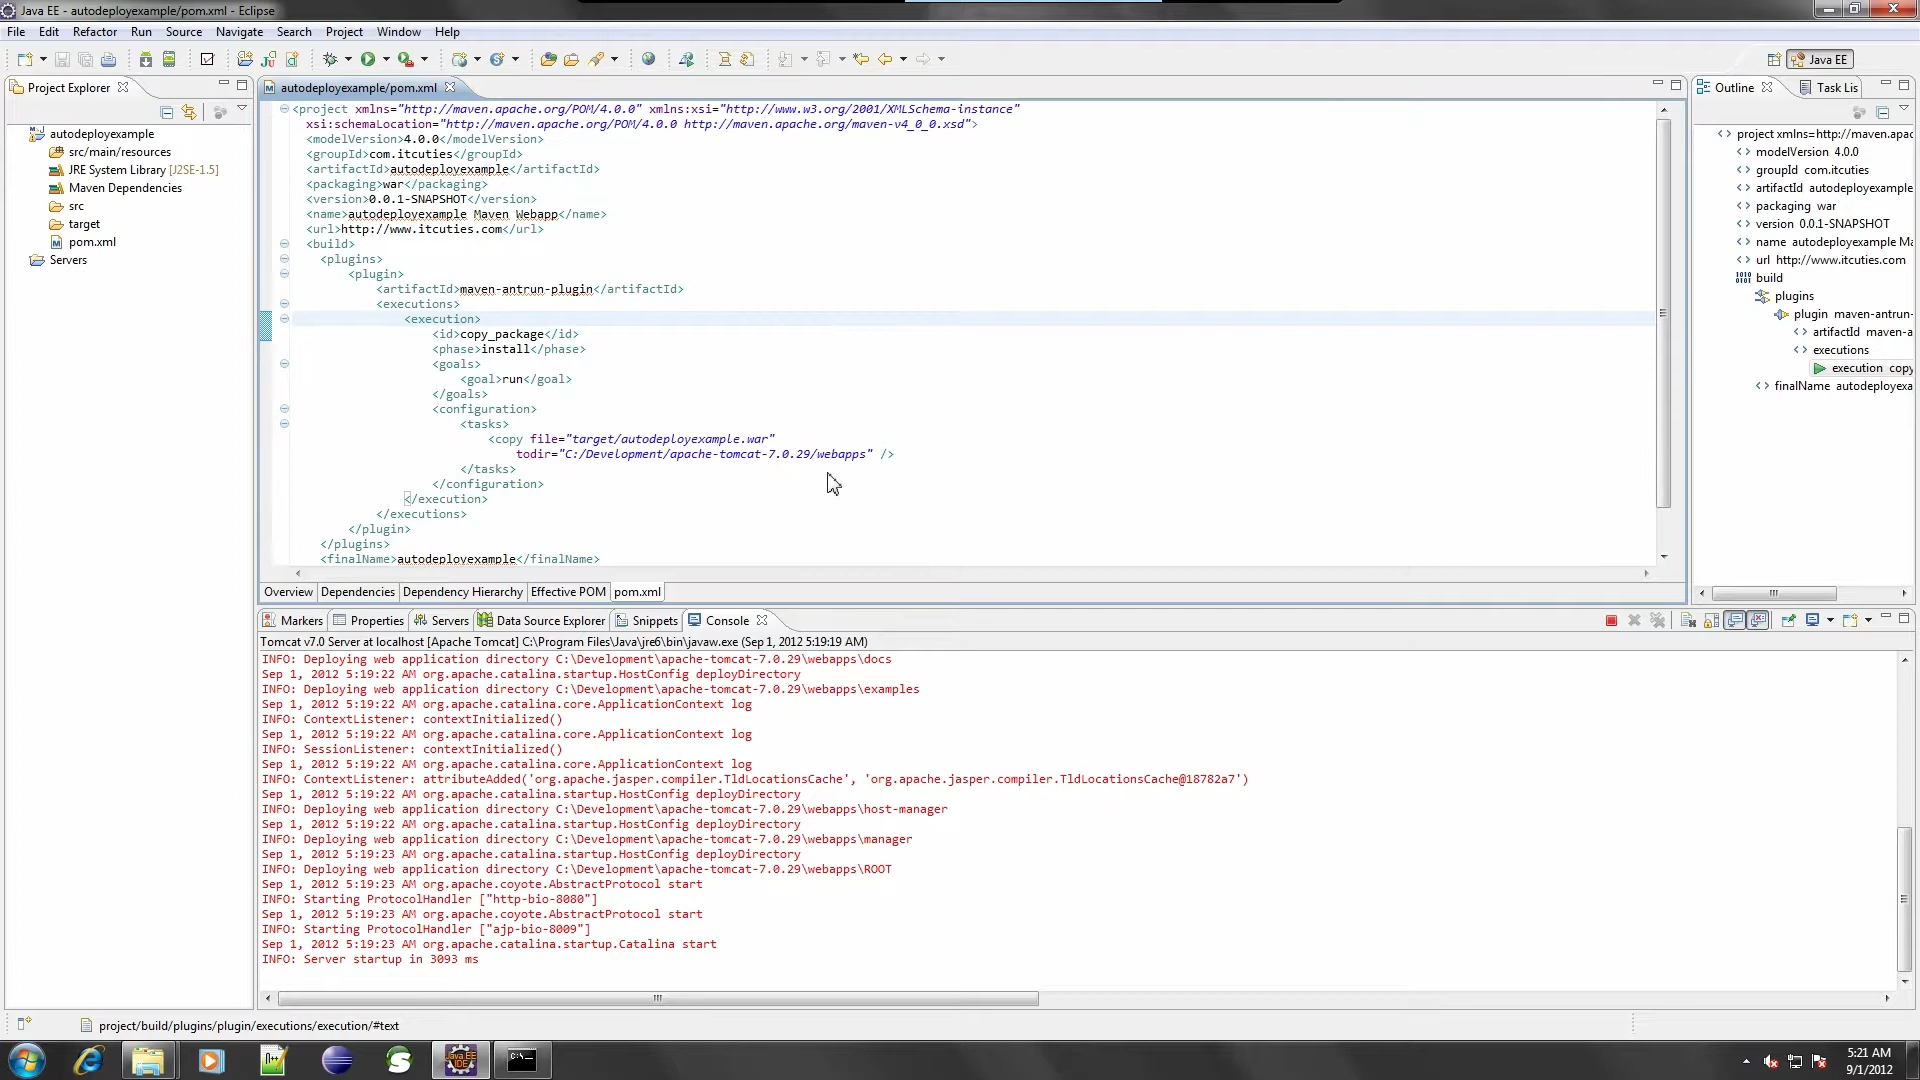 Java EE - autodeployexample/pom.xml - Eclipse
File Edit Refactor Run Source Navigate Search Project Window Help
Java EE
Project Explorer
autodeployexample
src/main/resources
JRE System Library [J2SE-1.5]
Maven Dependencies
src
target
pom.xml
Servers
autodeployexample/pom.xml
<project xmlns="http://maven.apache.org/POM/4.0.0" xmlns:xsi="http://www.w3.org/2001/XMLSchema-instance"
xsi:schemaLocation="http://maven.apache.org/POM/4.0.0 http://maven.apache.org/maven-v4_0_0.xsd">
<modelVersion>4.0.0</modelVersion>
<groupId>com.itcuties</groupId>
<artifactId>autodeployexample</artifactId>
<packaging>war</packaging>
<version>0.0.1-SNAPSHOT</version>
<name>autodeployexample Maven Webapp</name>
<url>http://www.itcuties.com</url>
<build>
<plugins>
<plugin>
<artifactId>maven-antrun-plugin</artifactId>
<executions>
<execution>
<id>copy_package</id>
<phase>install</phase>
<goals>
<goal>run</goal>
</goals>
<configuration>
<tasks>
<copy file="target/autodeployexample.war"
todir="C:/Development/apache-tomcat-7.0.29/webapps" />
</tasks>
</configuration>
</execution>
</executions>
</plugin>
</plugins>
<finalName>autodeployexample</finalName>
Overview Dependencies Dependency Hierarchy Effective POM pom.xml
Outline Task Lis
project xmlns=http://maven.apac
modelVersion 4.0.0
groupId com.itcuties
artifactId autodeployexample
packaging war
version 0.0.1-SNAPSHOT
name autodeployexample Ma
url http://www.itcuties.com
build
plugins
plugin maven-antrun-
artifactId maven-a
executions
execution copy
finalName autodeployexa
Markers Properties Servers Data Source Explorer Snippets Console
Tomcat v7.0 Server at localhost [Apache Tomcat] C:\Program Files\Java\jre6\bin\javaw.exe (Sep 1, 2012 5:19:19 AM)
INFO: Deploying web application directory C:\Development\apache-tomcat-7.0.29\webapps\docs
Sep 1, 2012 5:19:22 AM org.apache.catalina.startup.HostConfig deployDirectory
INFO: Deploying web application directory C:\Development\apache-tomcat-7.0.29\webapps\examples
Sep 1, 2012 5:19:22 AM org.apache.catalina.core.ApplicationContext log
INFO: ContextListener: contextInitialized()
Sep 1, 2012 5:19:22 AM org.apache.catalina.core.ApplicationContext log
INFO: SessionListener: contextInitialized()
Sep 1, 2012 5:19:22 AM org.apache.catalina.core.ApplicationContext log
INFO: ContextListener: attributeAdded('org.apache.jasper.compiler.TldLocationsCache', 'org.apache.jasper.compiler.TldLocationsCache@18782a7')
Sep 1, 2012 5:19:22 AM org.apache.catalina.startup.HostConfig deployDirectory
INFO: Deploying web application directory C:\Development\apache-tomcat-7.0.29\webapps\host-manager
Sep 1, 2012 5:19:22 AM org.apache.catalina.startup.HostConfig deployDirectory
INFO: Deploying web application directory C:\Development\apache-tomcat-7.0.29\webapps\manager
Sep 1, 2012 5:19:23 AM org.apache.catalina.startup.HostConfig deployDirectory
INFO: Deploying web application directory C:\Development\apache-tomcat-7.0.29\webapps\ROOT
Sep 1, 2012 5:19:23 AM org.apache.coyote.AbstractProtocol start
INFO: Starting ProtocolHandler ["http-bio-8080"]
Sep 1, 2012 5:19:23 AM org.apache.coyote.AbstractProtocol start
INFO: Starting ProtocolHandler ["ajp-bio-8009"]
Sep 1, 2012 5:19:23 AM org.apache.catalina.startup.Catalina start
INFO: Server startup in 3093 ms
project/build/plugins/plugin/executions/execution/#text
5:21 AM
9/1/2012